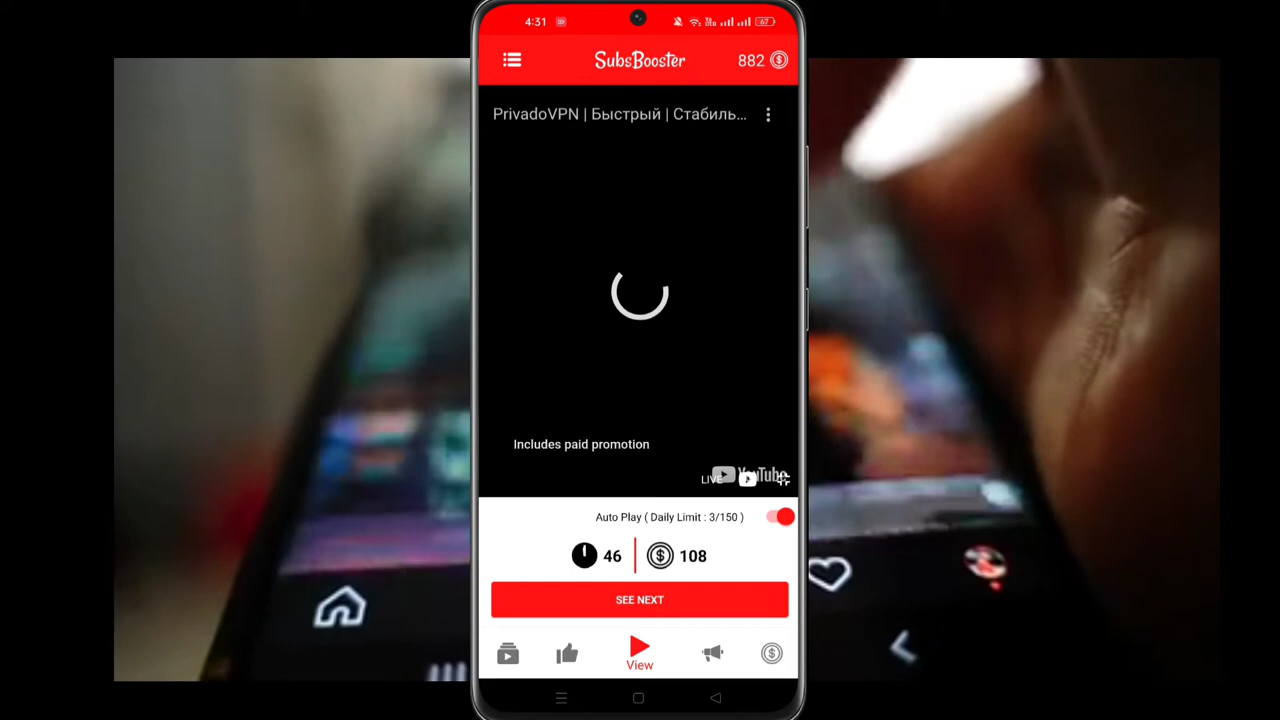 4:31
67
SubsBooster
882
PrivadoVPN | Быстрый | Стабиль...
Includes paid promotion
YouTube
LIVE
Auto Play ( Daily Limit : 3/150 )
46
108
SEE NEXT
View